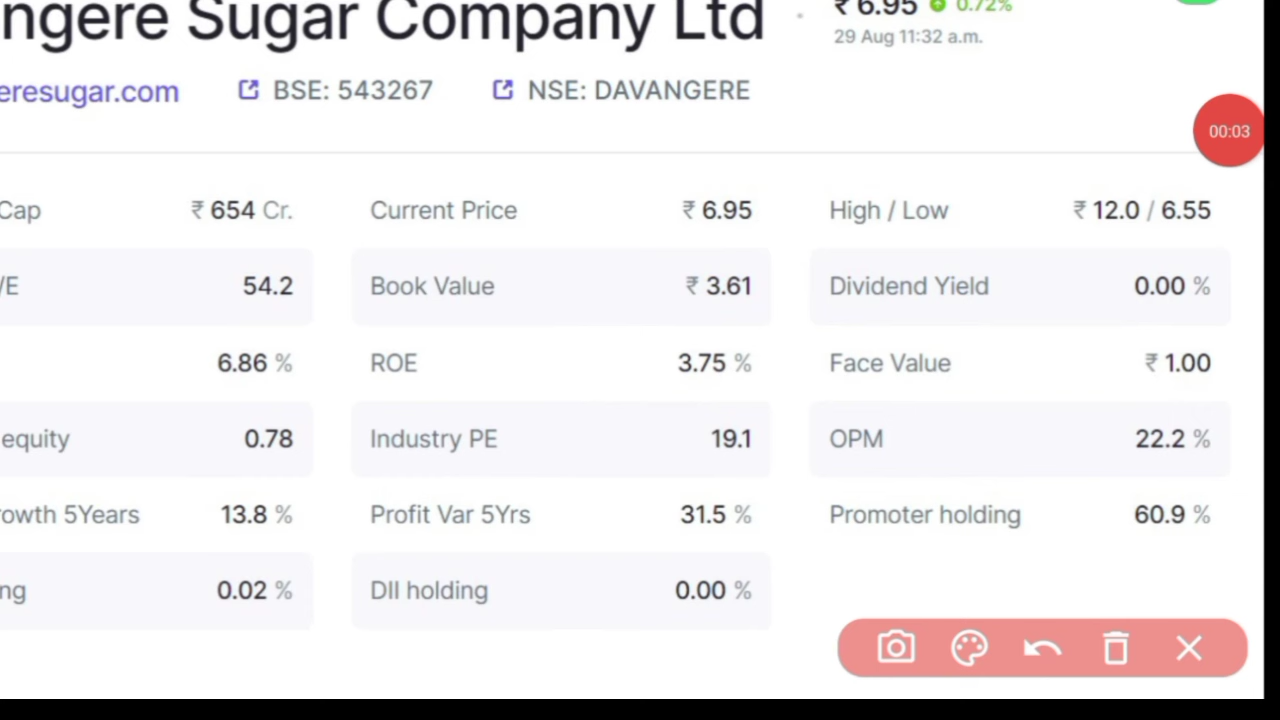 ngere Sugar Company Ltd
₹ 6.95 0.72%
29 Aug 11:32 a.m.
eresugar.com BSE: 543267 NSE: DAVANGERE
00:03
Cap ₹ 654 Cr. Current Price ₹ 6.95 High / Low ₹ 12.0 / 6.55
/E 54.2 Book Value ₹ 3.61 Dividend Yield 0.00 %
6.86 % ROE 3.75 % Face Value ₹ 1.00
equity 0.78 Industry PE 19.1 OPM 22.2 %
rowth 5Years 13.8 % Profit Var 5Yrs 31.5 % Promoter holding 60.9 %
ng 0.02 % DII holding 0.00 %